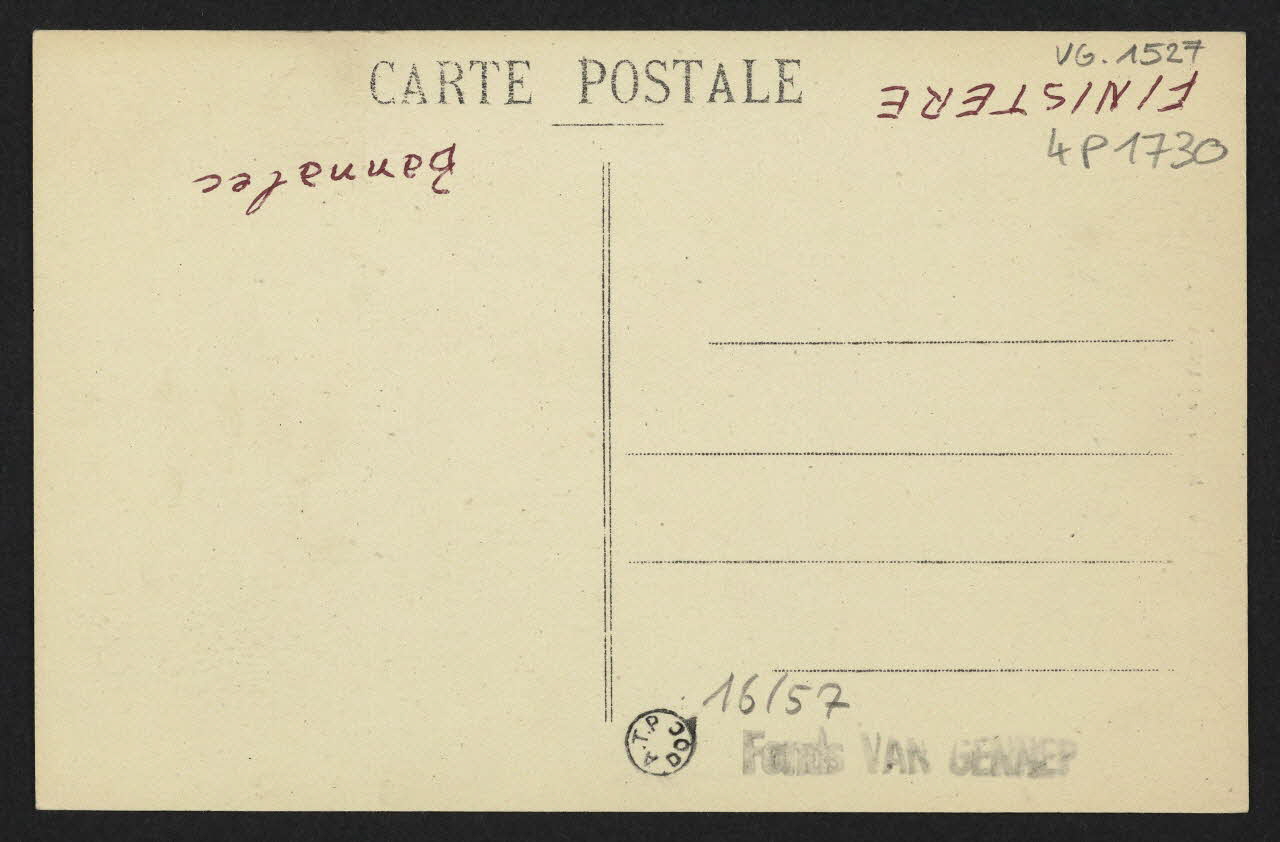 VG. 1527
CARTE POSTALE
FINISTERE
4P1730
Bannalec
16/57
A.T.P DOC
Fonds VAN GENNEP